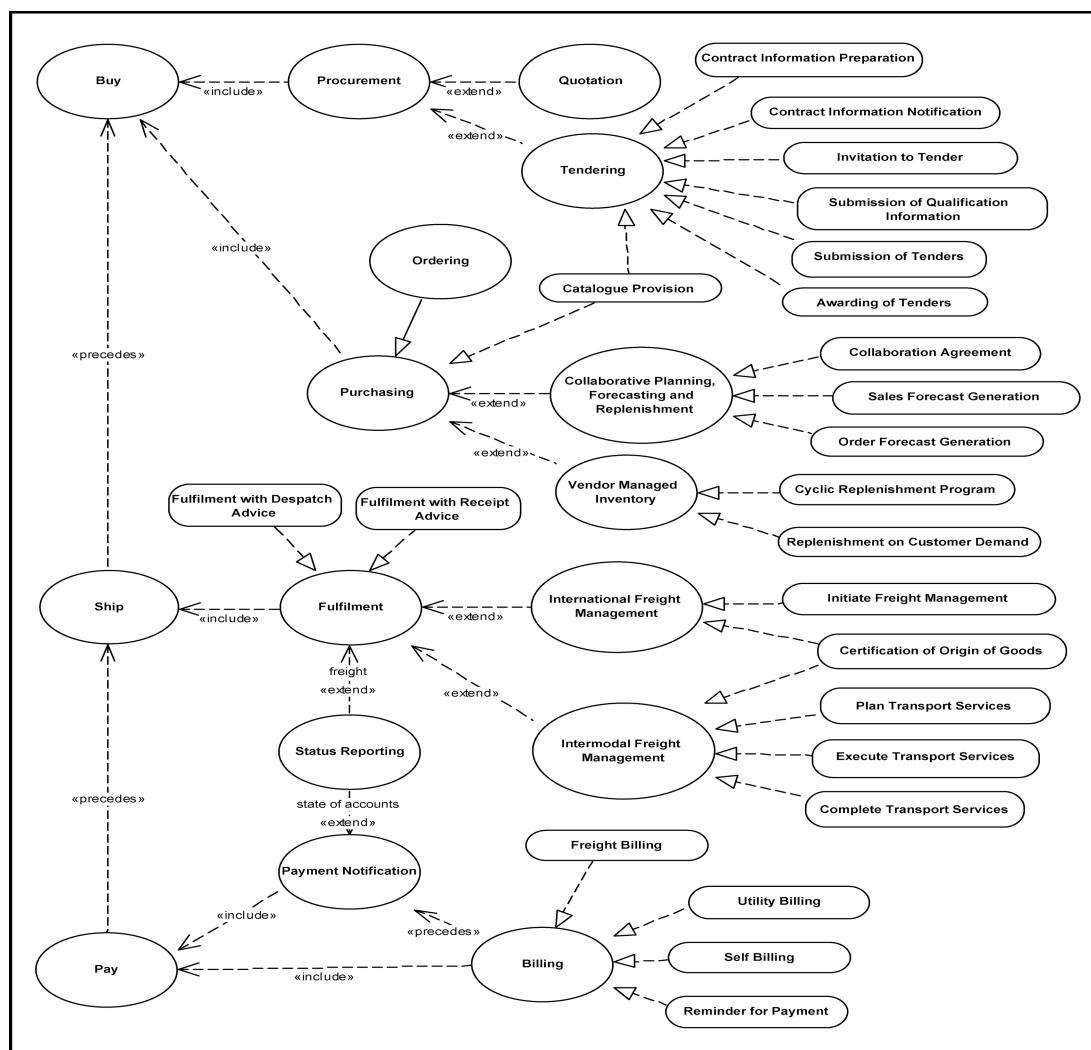 Contract Information Preparation
Buy
Procurement
Quotation
«include»
«extend»
Contract Information Notification
«extend»
Invitation to Tender
Tendering
Submission of Qualification
Information
«include»
Ordering
Submission of Tenders
Catalogue Provision
Awarding of Tenders
«precedes»
Collaboration Agreement
Purchasing
Collaborative Planning,
Forecasting and
Replenishment
«extend»
Sales Forecast Generation
Order Forecast Generation
«extend»
Fulfilment with Despatch
Advice
Fulfilment with Receipt
Advice
Vendor Managed
Inventory
Cyclic Replenishment Program
Replenishment on Customer Demand
Ship
«include»
Fulfilment
«extend»
International Freight
Management
Initiate Freight Management
Certification of Origin of Goods
freight
«extend»
«extend»
Plan Transport Services
Status Reporting
Intermodal Freight
Management
Execute Transport Services
«precedes»
state of accounts
«extend»
Complete Transport Services
Freight Billing
Payment Notification
Utility Billing
«include»
«precedes»
Pay
«include»
Billing
Self Billing
Reminder for Payment